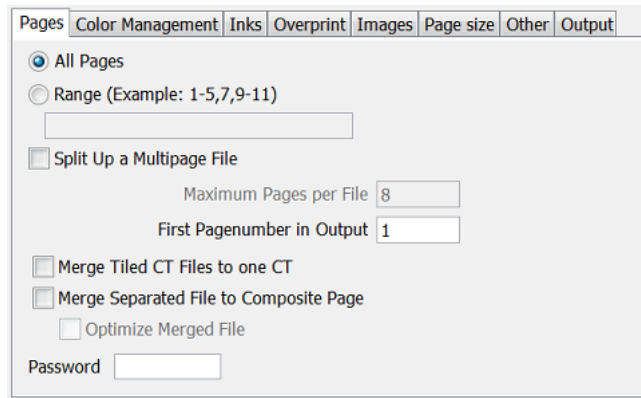 Pages Color Management Inks Overprint Images Page size Other Output
All Pages
Range (Example: 1-5,7,9-11)
Split Up a Multipage File
Maximum Pages per File 8
First Pagenumber in Output 1
Merge Tiled CT Files to one CT
Merge Separated File to Composite Page
Optimize Merged File
Password